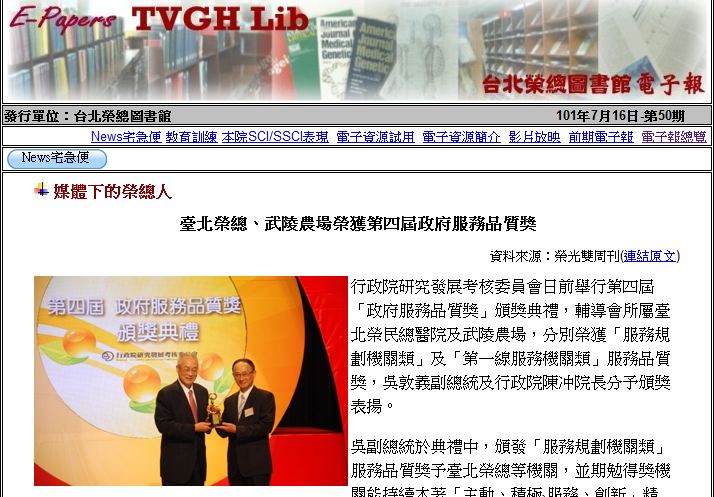 E-Papers TVGH Lib
American Journal of Medical Genetics
台北榮總圖書館電子報
發行單位：台北榮總圖書館
101年7月16日-第50期
News宅急便 教育訓練 本院SCI/SSCI表現 電子資源試用 電子資源簡介 影片放映 前期電子報 電子報總覽
News宅急便
媒體下的榮總人
臺北榮總、武陵農場榮獲第四屆政府服務品質獎
資料來源：榮光雙周刊(連結原文)
第四屆 政府服務品質獎
頒獎典禮
行政院研究發展考核委員會
行政院研究發展考核委員會日前舉行第四屆
「政府服務品質獎」頒獎典禮，輔導會所屬臺
北榮民總醫院及武陵農場，分別榮獲「服務規
劃機關類」及「第一線服務機關類」服務品質
獎，吳敦義副總統及行政院陳冲院長分予頒獎
表揚。
吳副總統於典禮中，頒發「服務規劃機關類」
服務品質獎予臺北榮總等機關，並期勉得獎機
關能持續本著「主動、積極 服務、創新」精